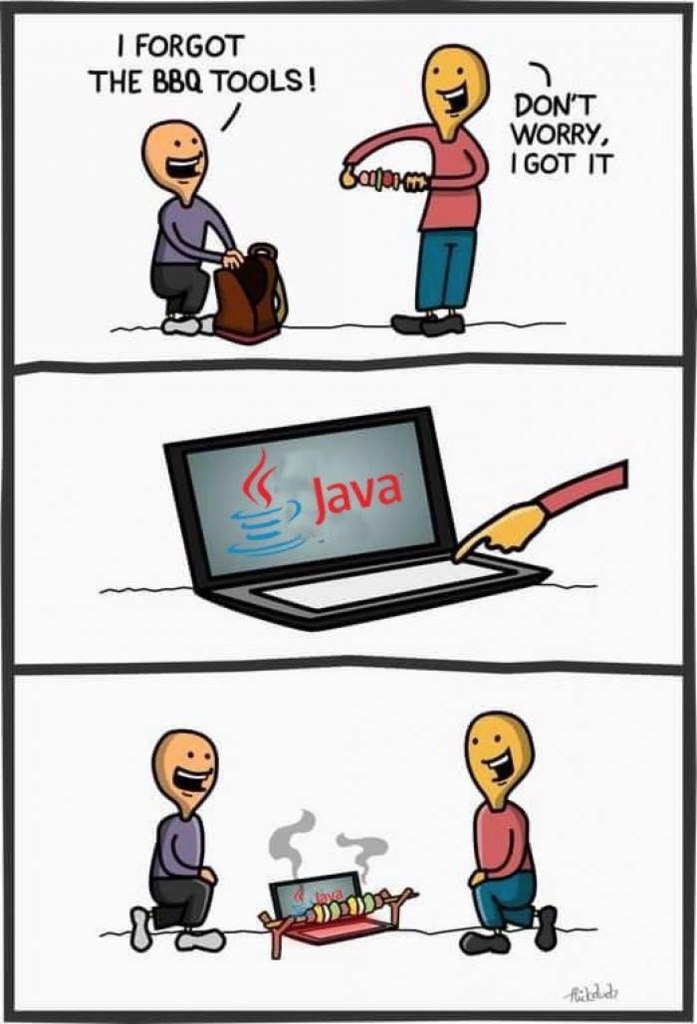 I FORGOT
THE BBQ TOOLS!
DON'T
WORRY,
I GOT IT
Java
Java